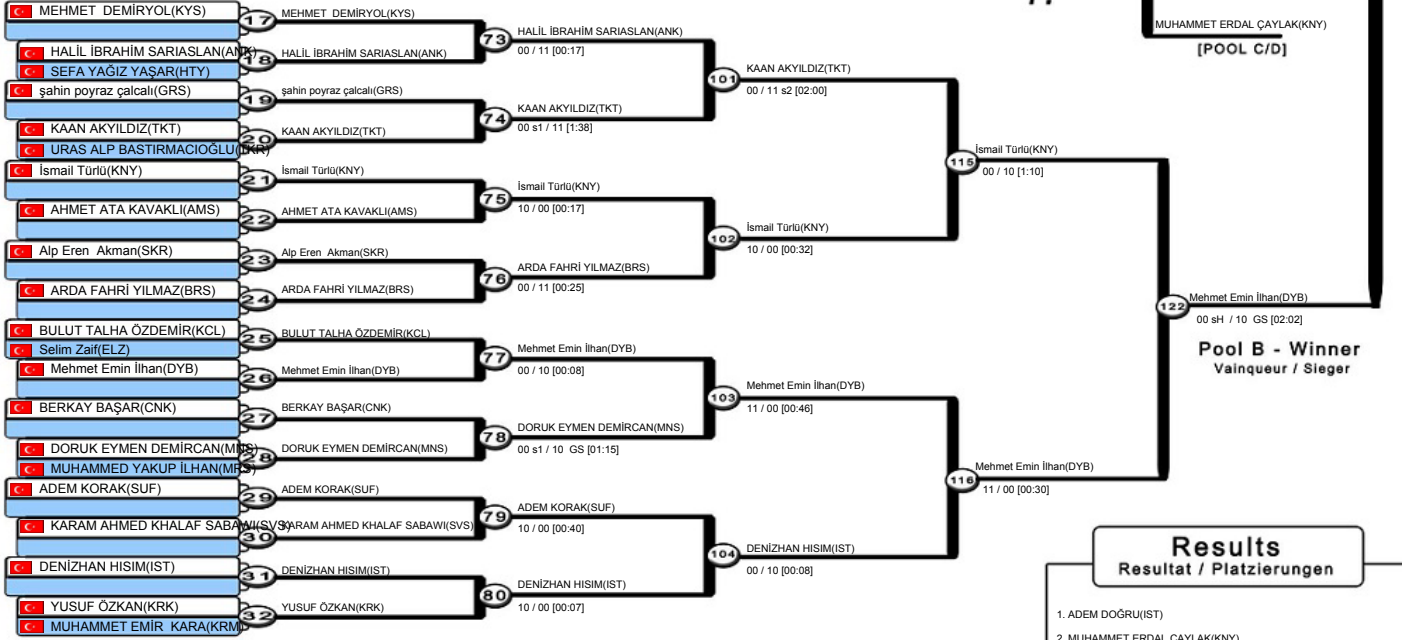 MEHMET DEMİRYOL(KYS)
HALİL İBRAHİM SARIASLAN(ANK)
SEFA YAĞIZ YAŞAR(HTY)
şahin poyraz çalcalı(GRS)
KAAN AKYILDIZ(TKT)
URAS ALP BASTIRMACIOĞLU(TKR)
İsmail Türlü(KNY)
AHMET ATA KAVAKLI(AMS)
Alp Eren Akman(SKR)
ARDA FAHRİ YILMAZ(BRS)
BULUT TALHA ÖZDEMİR(KCL)
Selim Zaif(ELZ)
Mehmet Emin İlhan(DYB)
BERKAY BAŞAR(CNK)
DORUK EYMEN DEMİRCAN(MNS)
MUHAMMED YAKUP İLHAN(MRS)
ADEM KORAK(SUF)
KARAM AHMED KHALAF SABAWI(SVS)
DENİZHAN HISIM(IST)
YUSUF ÖZKAN(KRK)
MUHAMMET EMİR KARA(KRM)
17
18
19
20
21
22
23
24
25
26
27
28
29
30
31
32
MEHMET DEMİRYOL(KYS)
HALİL İBRAHİM SARIASLAN(ANK)
şahin poyraz çalcalı(GRS)
KAAN AKYILDIZ(TKT)
İsmail Türlü(KNY)
AHMET ATA KAVAKLI(AMS)
Alp Eren Akman(SKR)
ARDA FAHRİ YILMAZ(BRS)
BULUT TALHA ÖZDEMİR(KCL)
Mehmet Emin İlhan(DYB)
BERKAY BAŞAR(CNK)
DORUK EYMEN DEMİRCAN(MNS)
ADEM KORAK(SUF)
KARAM AHMED KHALAF SABAWI(SVS)
DENİZHAN HISIM(IST)
YUSUF ÖZKAN(KRK)
73
HALİL İBRAHİM SARIASLAN(ANK)
00 / 11 [00:17]
74
KAAN AKYILDIZ(TKT)
00 s1 / 11 [1:38]
75
İsmail Türlü(KNY)
10 / 00 [00:17]
76
ARDA FAHRİ YILMAZ(BRS)
00 / 11 [00:25]
77
Mehmet Emin İlhan(DYB)
00 / 10 [00:08]
78
DORUK EYMEN DEMİRCAN(MNS)
00 s1 / 10 GS [01:15]
79
ADEM KORAK(SUF)
10 / 00 [00:40]
80
DENİZHAN HISIM(IST)
10 / 00 [00:07]
101
KAAN AKYILDIZ(TKT)
00 / 11 s2 [02:00]
102
İsmail Türlü(KNY)
10 / 00 [00:32]
103
Mehmet Emin İlhan(DYB)
11 / 00 [00:46]
104
DENİZHAN HISIM(IST)
00 / 10 [00:08]
115
İsmail Türlü(KNY)
00 / 10 [1:10]
116
Mehmet Emin İlhan(DYB)
11 / 00 [00:30]
122
Mehmet Emin İlhan(DYB)
00 sH / 10 GS [02:02]
Pool B - Winner
Vainqueur / Sieger
MUHAMMET ERDAL ÇAYLAK(KNY)
[POOL C/D]
Results
Resultat / Platzierungen
1. ADEM DOĞRU(IST)
2. MUHAMMET ERDAL ÇAYLAK(KNY)